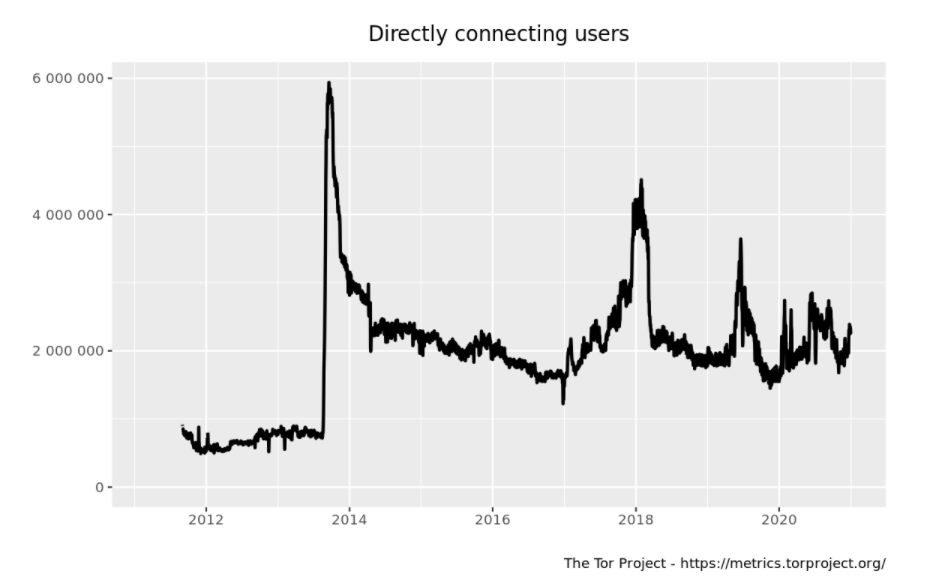 Directly connecting users
6 000 000
4 000 000
2 000 000
0
2012 2014 2016 2018 2020
The Tor Project - https://metrics.torproject.org/